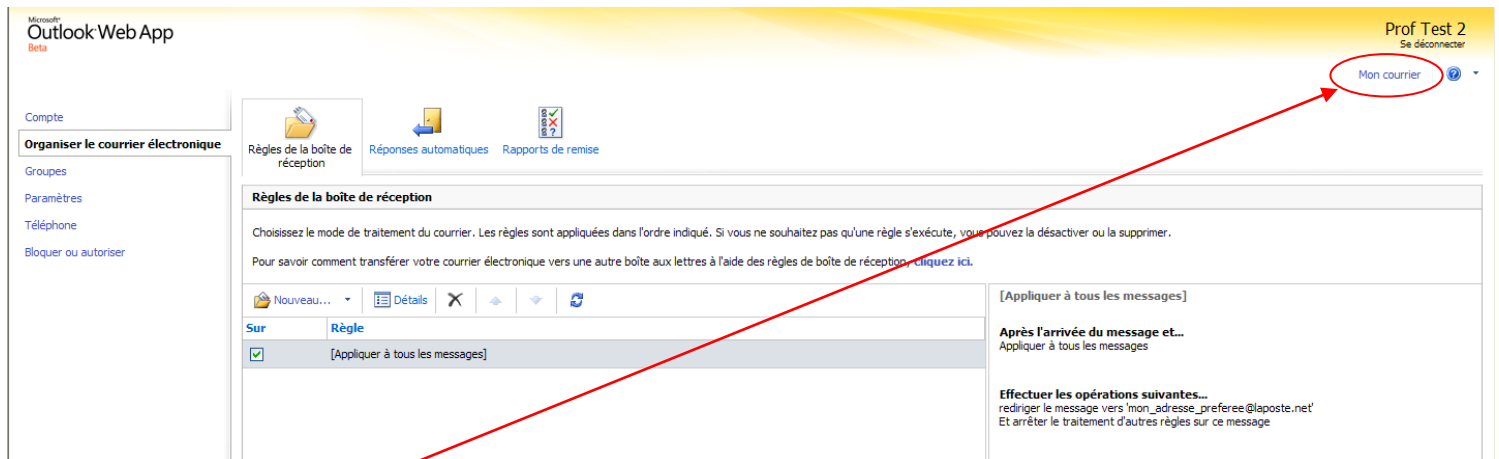 Microsoft®
Outlook Web App
Beta
Prof Test 2
Se déconnecter
Mon courrier
Compte
Organiser le courrier électronique
Groupes
Paramètres
Téléphone
Bloquer ou autoriser
Règles de la boîte de
réception
Réponses automatiques
Rapports de remise
Règles de la boîte de réception
Choisissez le mode de traitement du courrier. Les règles sont appliquées dans l'ordre indiqué. Si vous ne souhaitez pas qu'une règle s'exécute, vous pouvez la désactiver ou la supprimer.
Pour savoir comment transférer votre courrier électronique vers une autre boîte aux lettres à l'aide des règles de boîte de réception, cliquez ici.
Nouveau... Détails
Sur Règle
[Appliquer à tous les messages]
[Appliquer à tous les messages]
Après l'arrivée du message et...
Appliquer à tous les messages
Effectuer les opérations suivantes...
rediriger le message vers 'mon_adresse_preferee@laposte.net'
Et arrêter le traitement d'autres règles sur ce message